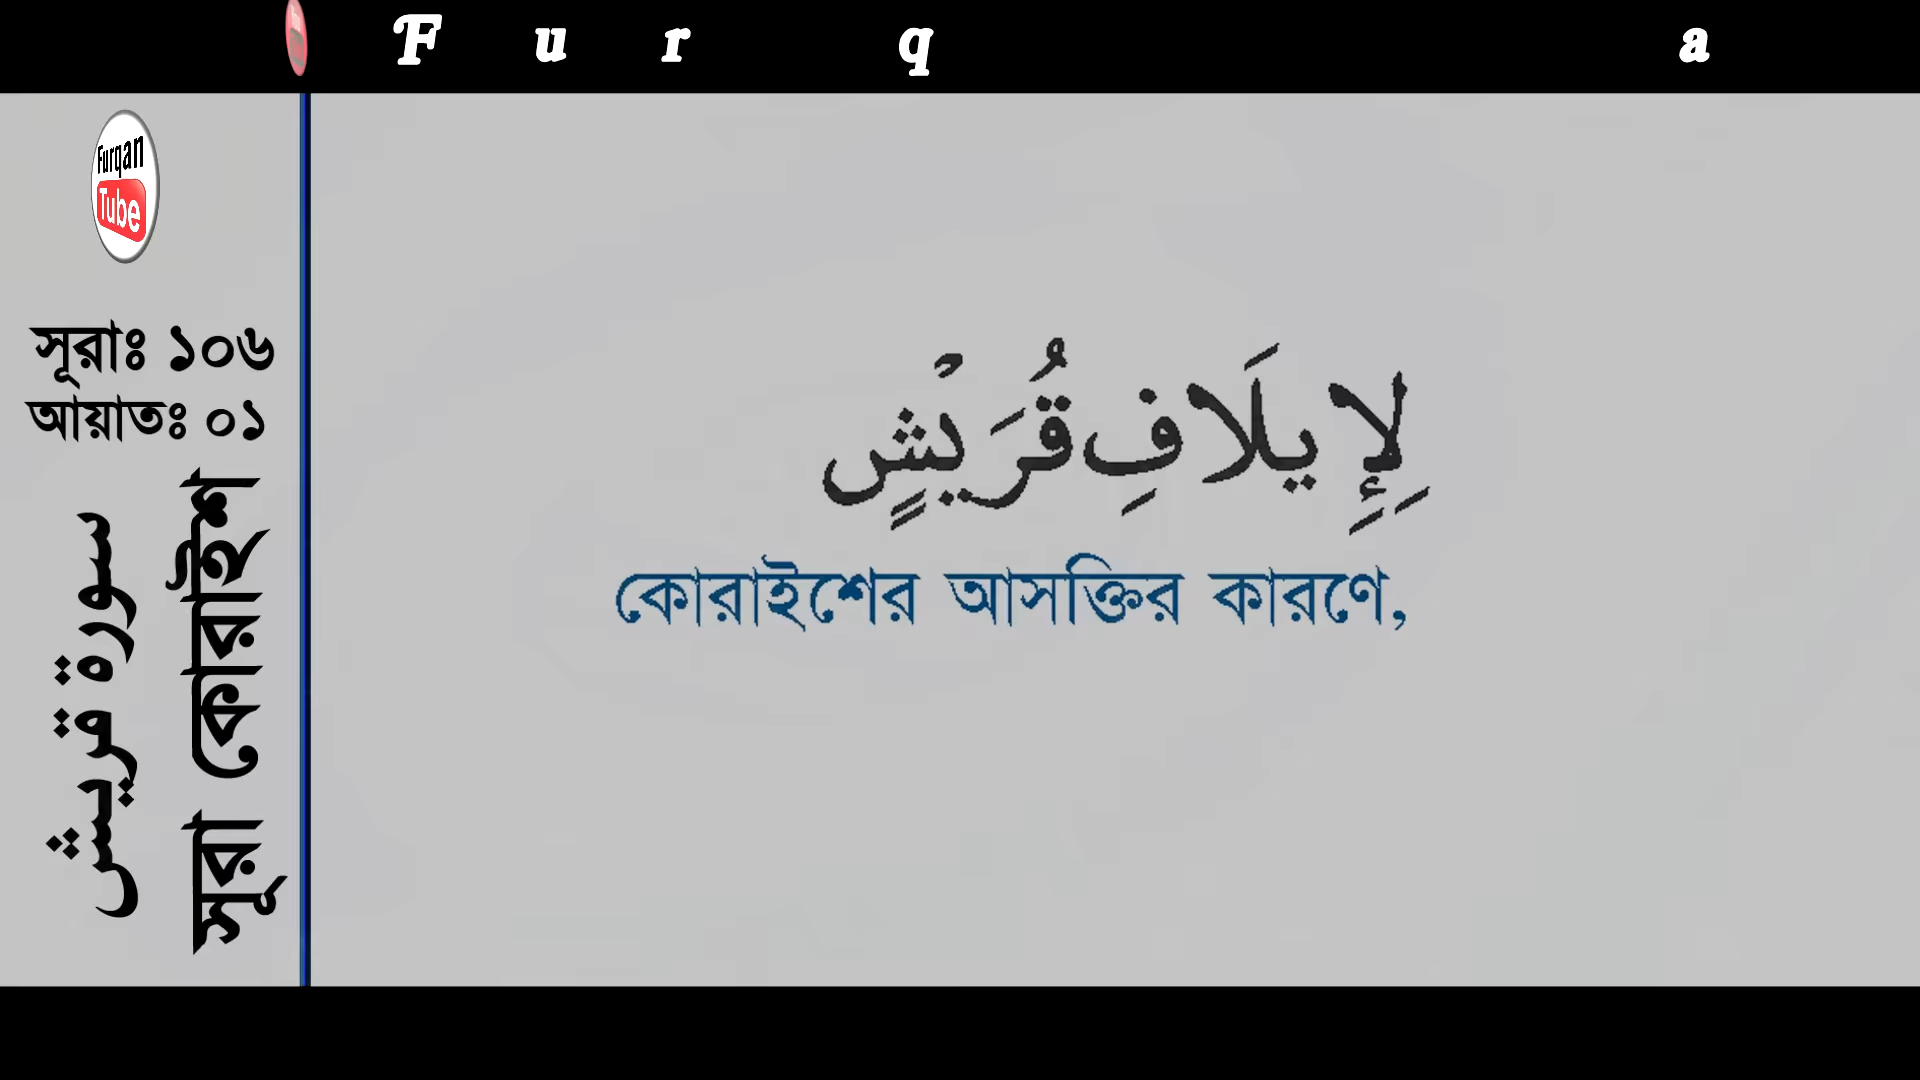 F u r q a
Furqan
Tube
সূরাঃ ১০৬
আয়াতঃ ০১
سورة قريش
সূরা কোরাইশ
لِإِيلَافِ قُرَيْشٍ
কোরাইশের আসক্তির কারণে,